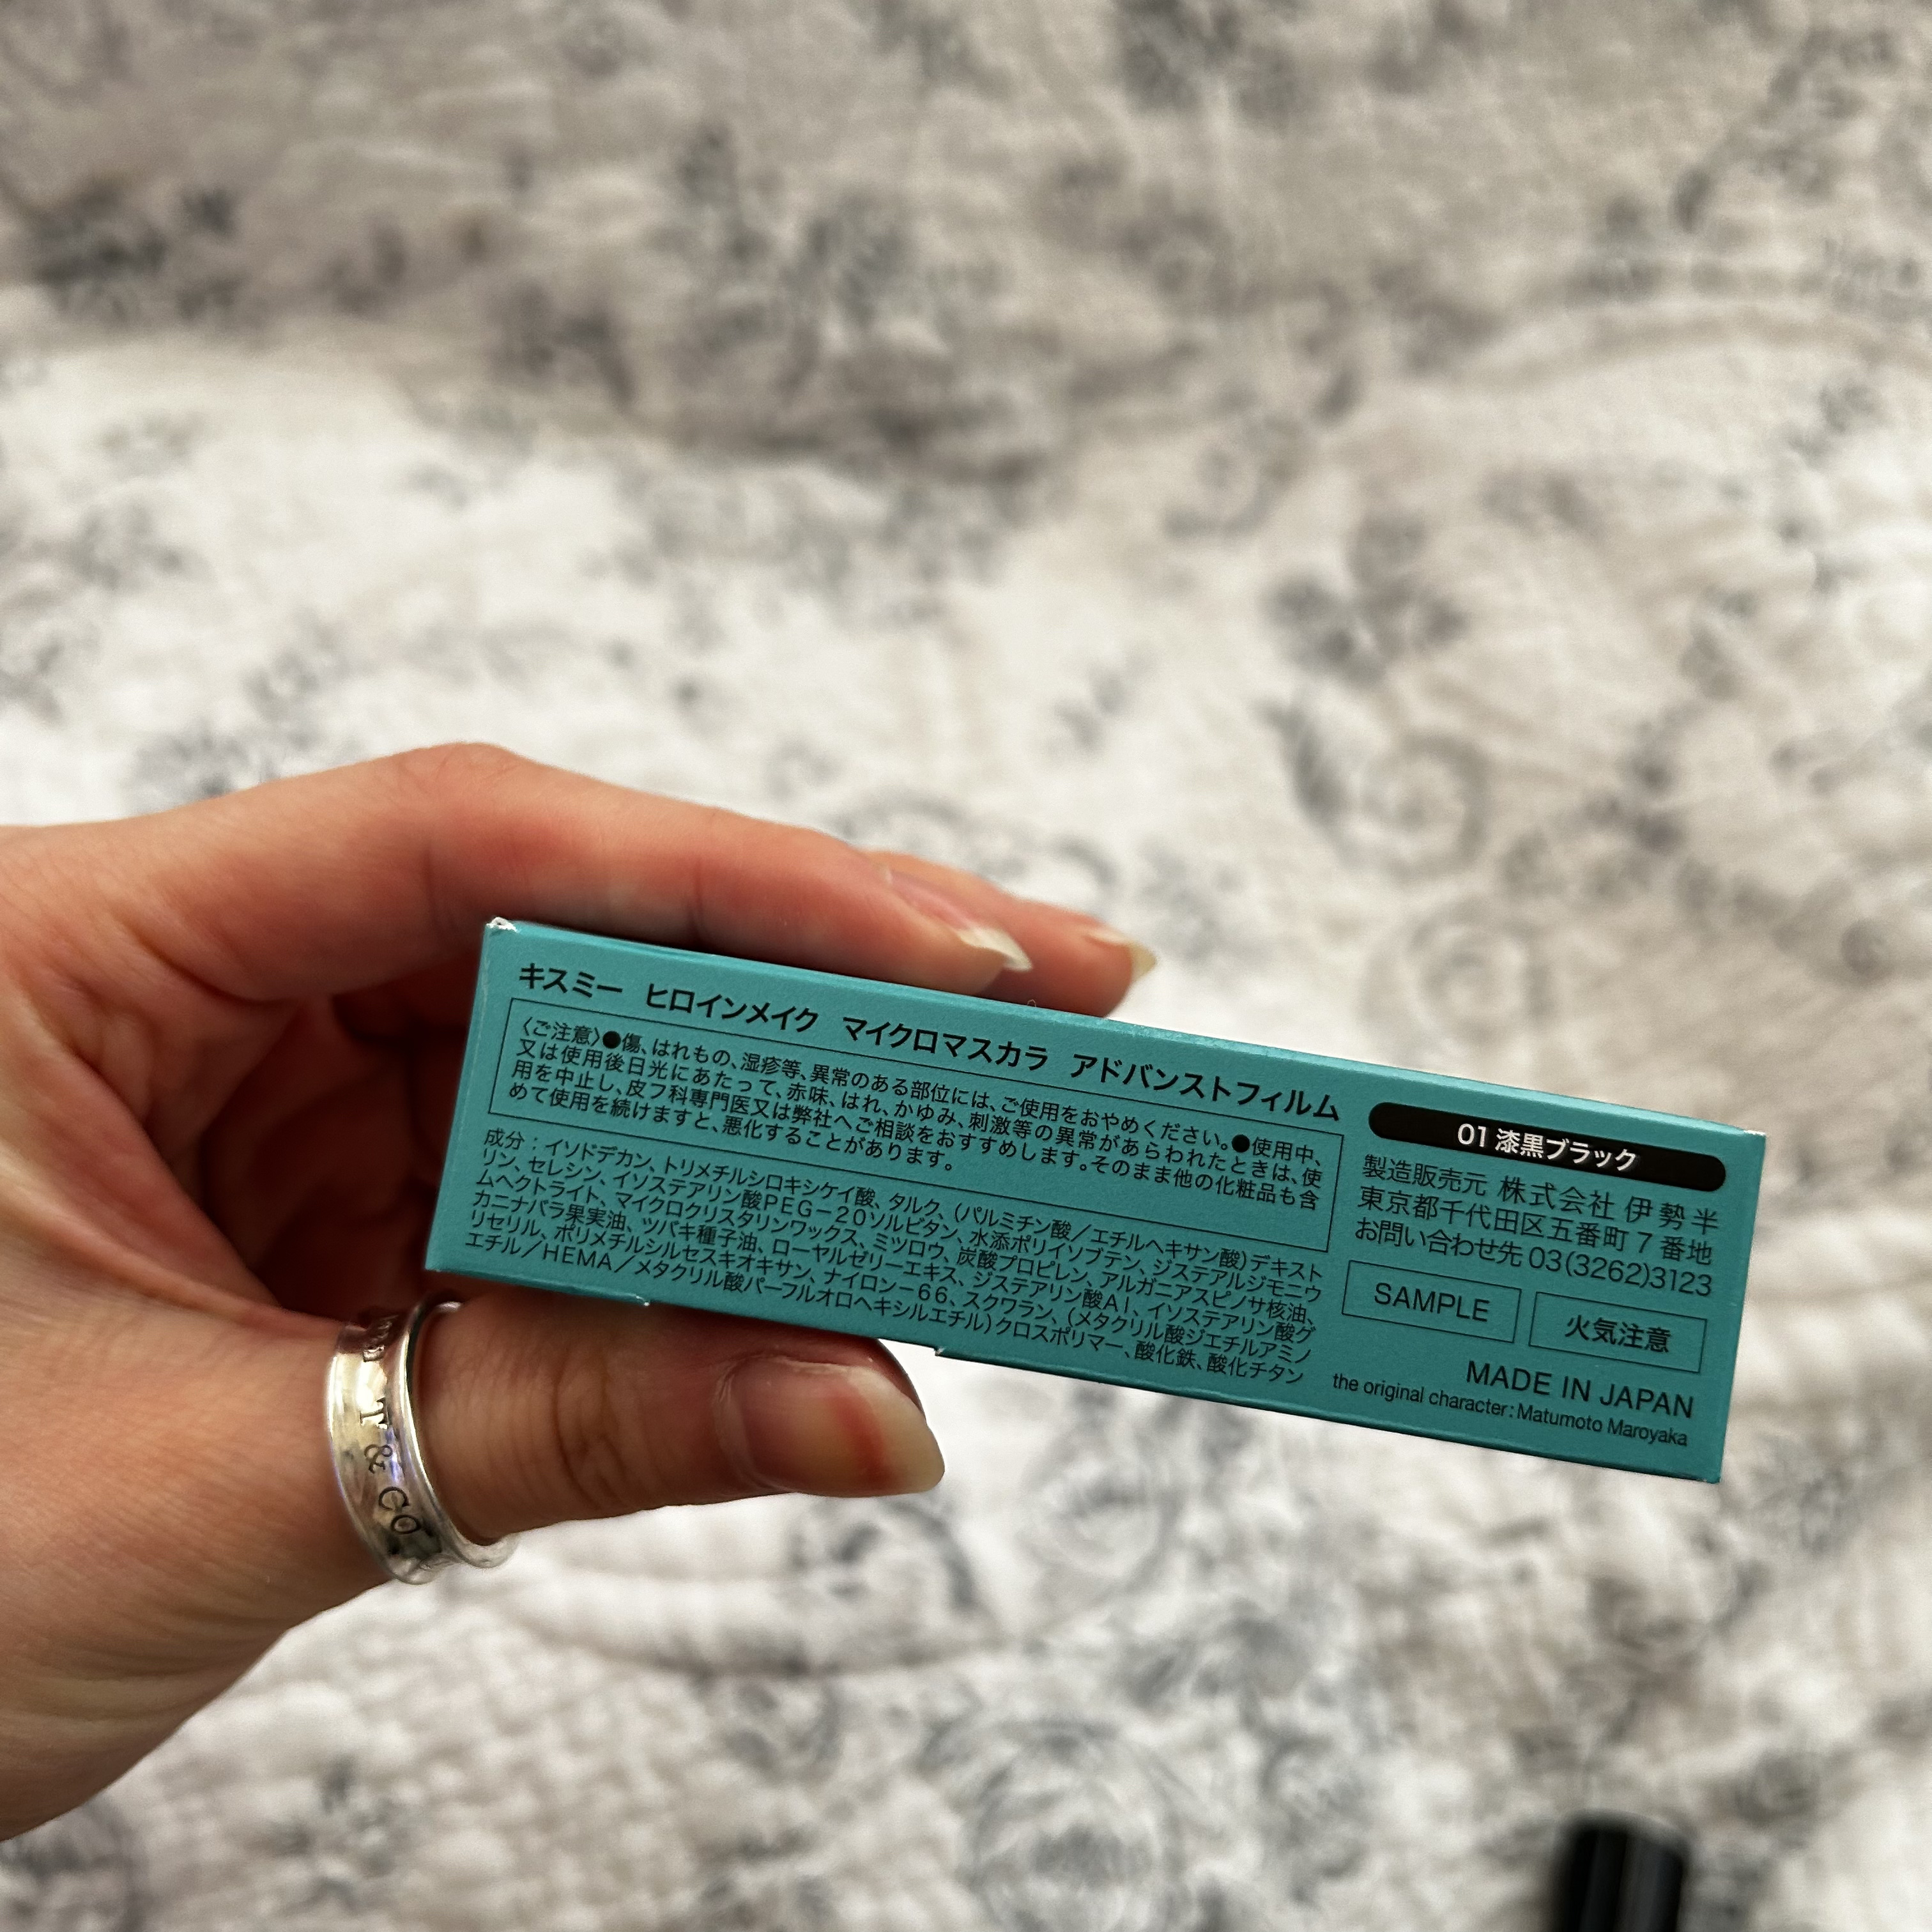 キスミー ヒロインメイク マイクロマスカラ アドバンストフィルム
〈ご注意〉●傷、はれもの、湿疹等、異常のある部位には、ご使用をおやめください。●使用中、
又は使用後日光にあたって、赤味、はれ、かゆみ、刺激等の異常があらわれたときは、使
用を中止し、皮フ科専門医又は弊社へご相談をおすすめします。そのまま他の化粧品も含
めて使用を続けますと、悪化することがあります。
成分：イソドデカン、トリメチルシロキシケイ酸、タルク、(パルミチン酸／エチルヘキサン酸)デキスト
リン、セレシン、イソステアリン酸PEG－20ソルビタン、水添ポリイソブテン、ジステアルジモニウ
ムヘクトライト、マイクロクリスタリンワックス、ミツロウ、炭酸プロピレン、アルガニアスピノサ核油、
カニナバラ果実油、ツバキ種子油、ローヤルゼリーエキス、ジステアリン酸Al、イソステアリン酸グ
リセリル、ポリメチルシルセスキオキサン、ナイロン－66、スクワラン、(メタクリル酸ジエチルアミノ
エチル／HEMA／メタクリル酸パーフルオロヘキシルエチル)クロスポリマー、酸化鉄、酸化チタン
01 漆黒ブラック
製造販売元 株式会社 伊勢半
東京都千代田区五番町 7 番地
お問い合わせ先 03(3262)3123
SAMPLE
火気注意
MADE IN JAPAN
the original character：Matumoto Maroyaka
T & CO